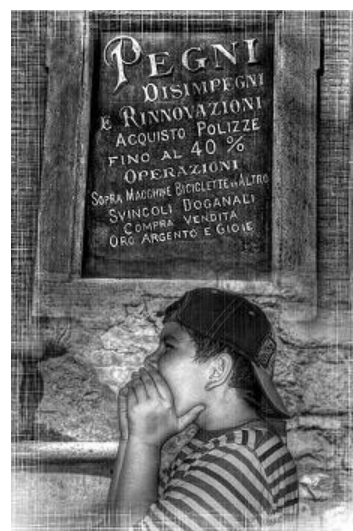 PEGNI
DISIMPEGNI
E RINNOVAZIONI
ACQUISTO POLIZZE
FINO AL 40 %
OPERAZIONI
SOPRA MACCHINE BICICLETTE ED ALTRO
SVINCOLI DOGANALI
COMPRA VENDITA
ORO ARGENTO E GIOIE